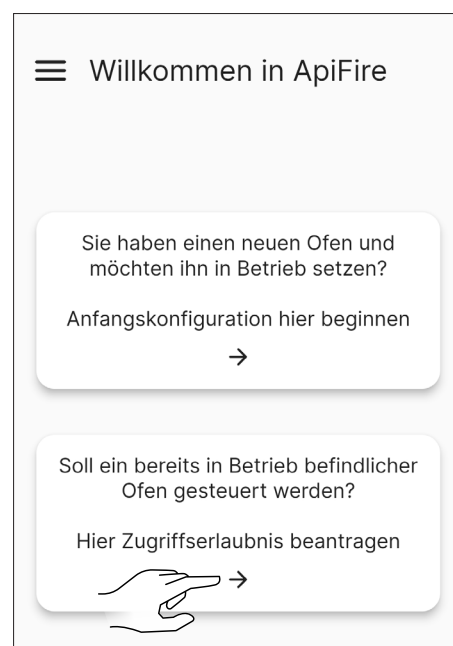 Willkommen in ApiFire
Sie haben einen neuen Ofen und
möchten ihn in Betrieb setzen?
Anfangskonfiguration hier beginnen
Soll ein bereits in Betrieb befindlicher
Ofen gesteuert werden?
Hier Zugriffserlaubnis beantragen